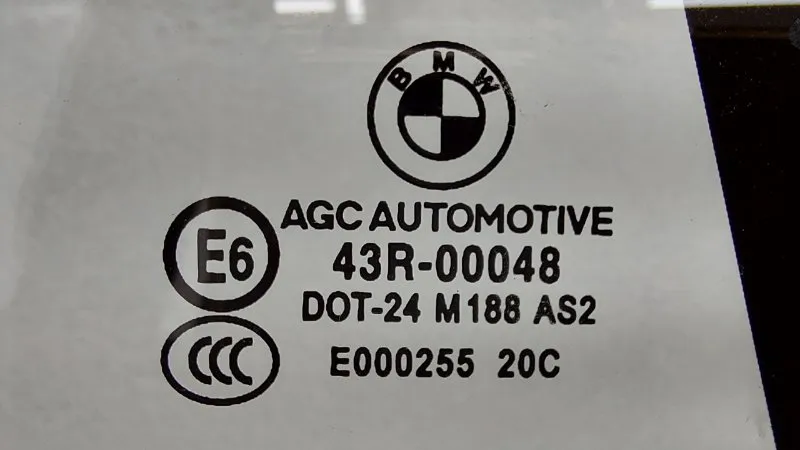 BMW
AGC AUTOMOTIVE
E6
43R-00048
DOT-24 M188 AS2
CCC
E000255 20C